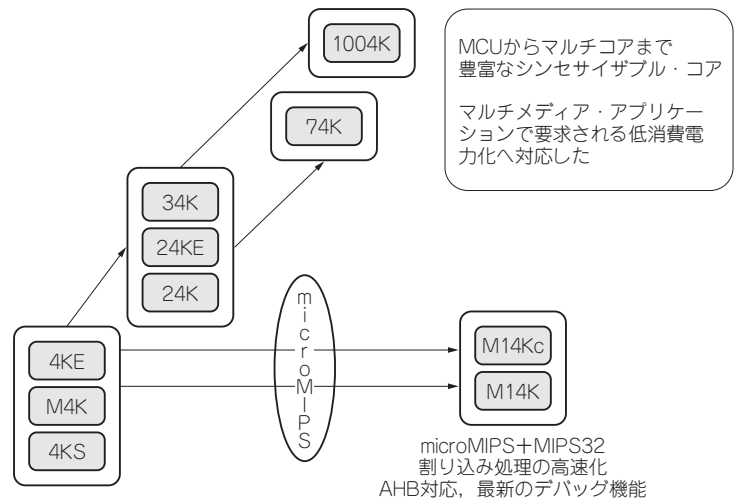 1004K
74K
MCUからマルチコアまで
豊富なシンセサイザブル・コア
マルチメディア・アプリケー
ションで要求される低消費電
力化へ対応した
34K
24KE
24K
4KE
M4K
4KS
microMIPS
M14Kc
M14K
microMIPS+MIPS32
割り込み処理の高速化
AHB対応,最新のデバッグ機能